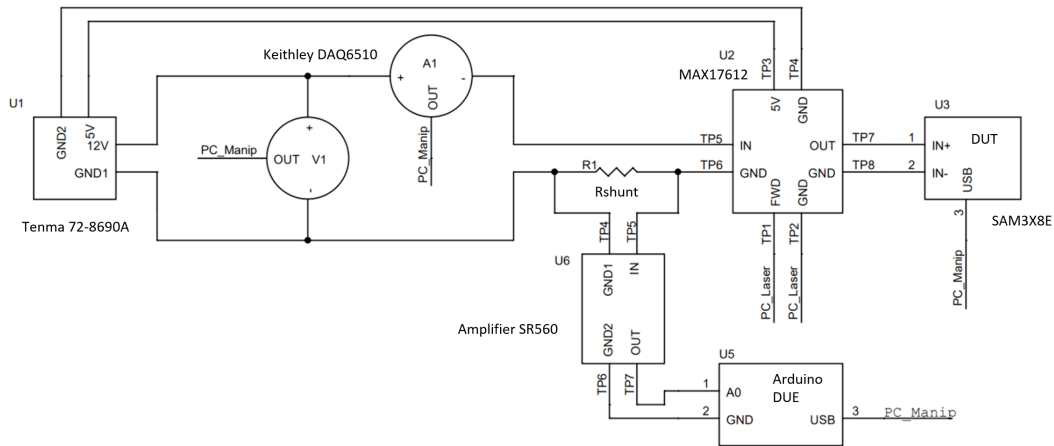 Keithley DAQ6510
U2
MAX17612
TP3
TP4
U1
GND2
5V
12V
GND1
Tenma 72-8690A
A1
+
-
OUT
PC_Manip
+
PC_Manip
OUT
V1
-
5V
GND
TP5
IN
TP6
GND
OUT
TP7
GND
TP8
FWD
GND
TP1
TP2
PC_Laser
PC_Laser
U3
DUT
1
IN+
2
IN-
USB
3
SAM3X8E
PC_Manip
R1
Rshunt
TP4
TP5
U6
GND1
IN
GND2
OUT
Amplifier SR560
TP6
TP7
U5
Arduino
DUE
1
A0
2
GND
USB
3
PC_Manip